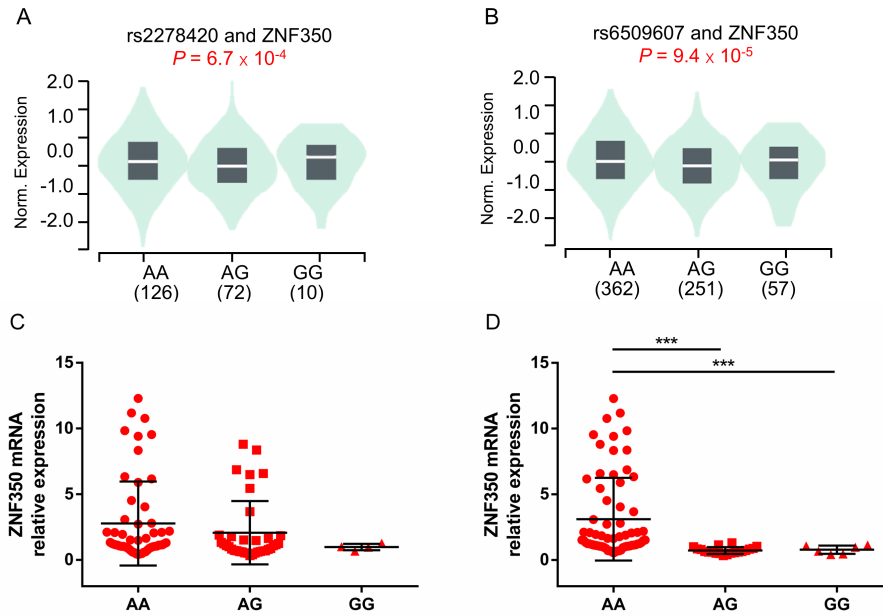 A
rs2278420 and ZNF350
P = 6.7 x 10-4
Norm. Expression
2.0
1.0
0.0
-1.0
-2.0
AA
(126)
AG
(72)
GG
(10)
B
rs6509607 and ZNF350
P = 9.4 x 10-5
Norm. Expression
2.0
1.0
0.0
-1.0
-2.0
AA
(362)
AG
(251)
GG
(57)
C
ZNF350 mRNA
relative expression
15
10
5
0
AA
AG
GG
D
ZNF350 mRNA
relative expression
15
10
5
0
***
***
AA
AG
GG